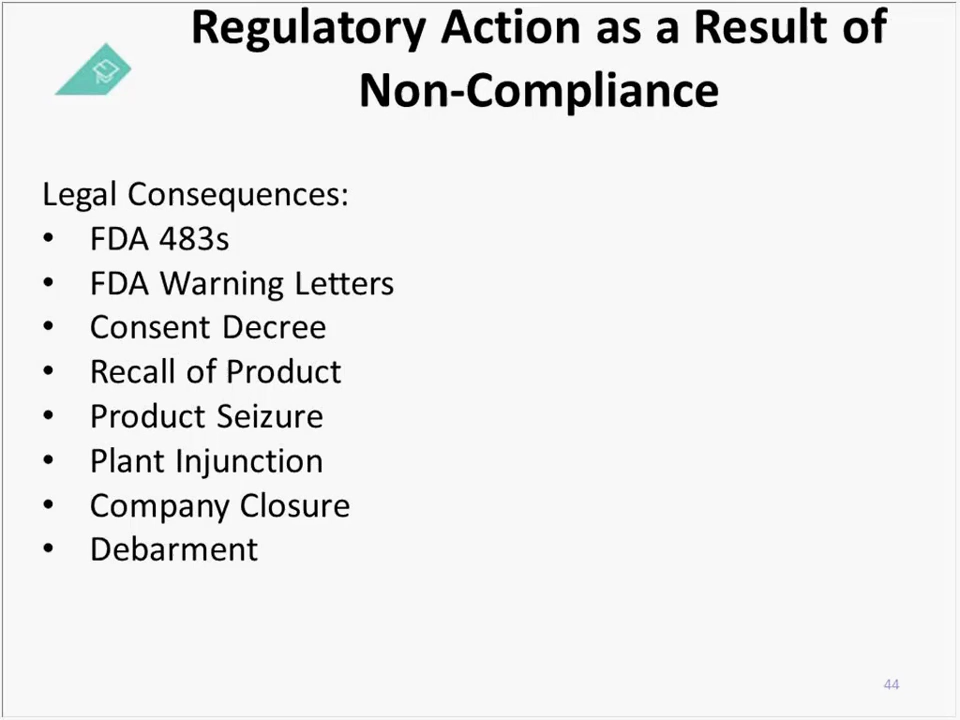 Regulatory Action as a Result of
Non-Compliance
Legal Consequences:
• FDA 483s
• FDA Warning Letters
• Consent Decree
• Recall of Product
• Product Seizure
• Plant Injunction
• Company Closure
• Debarment
44